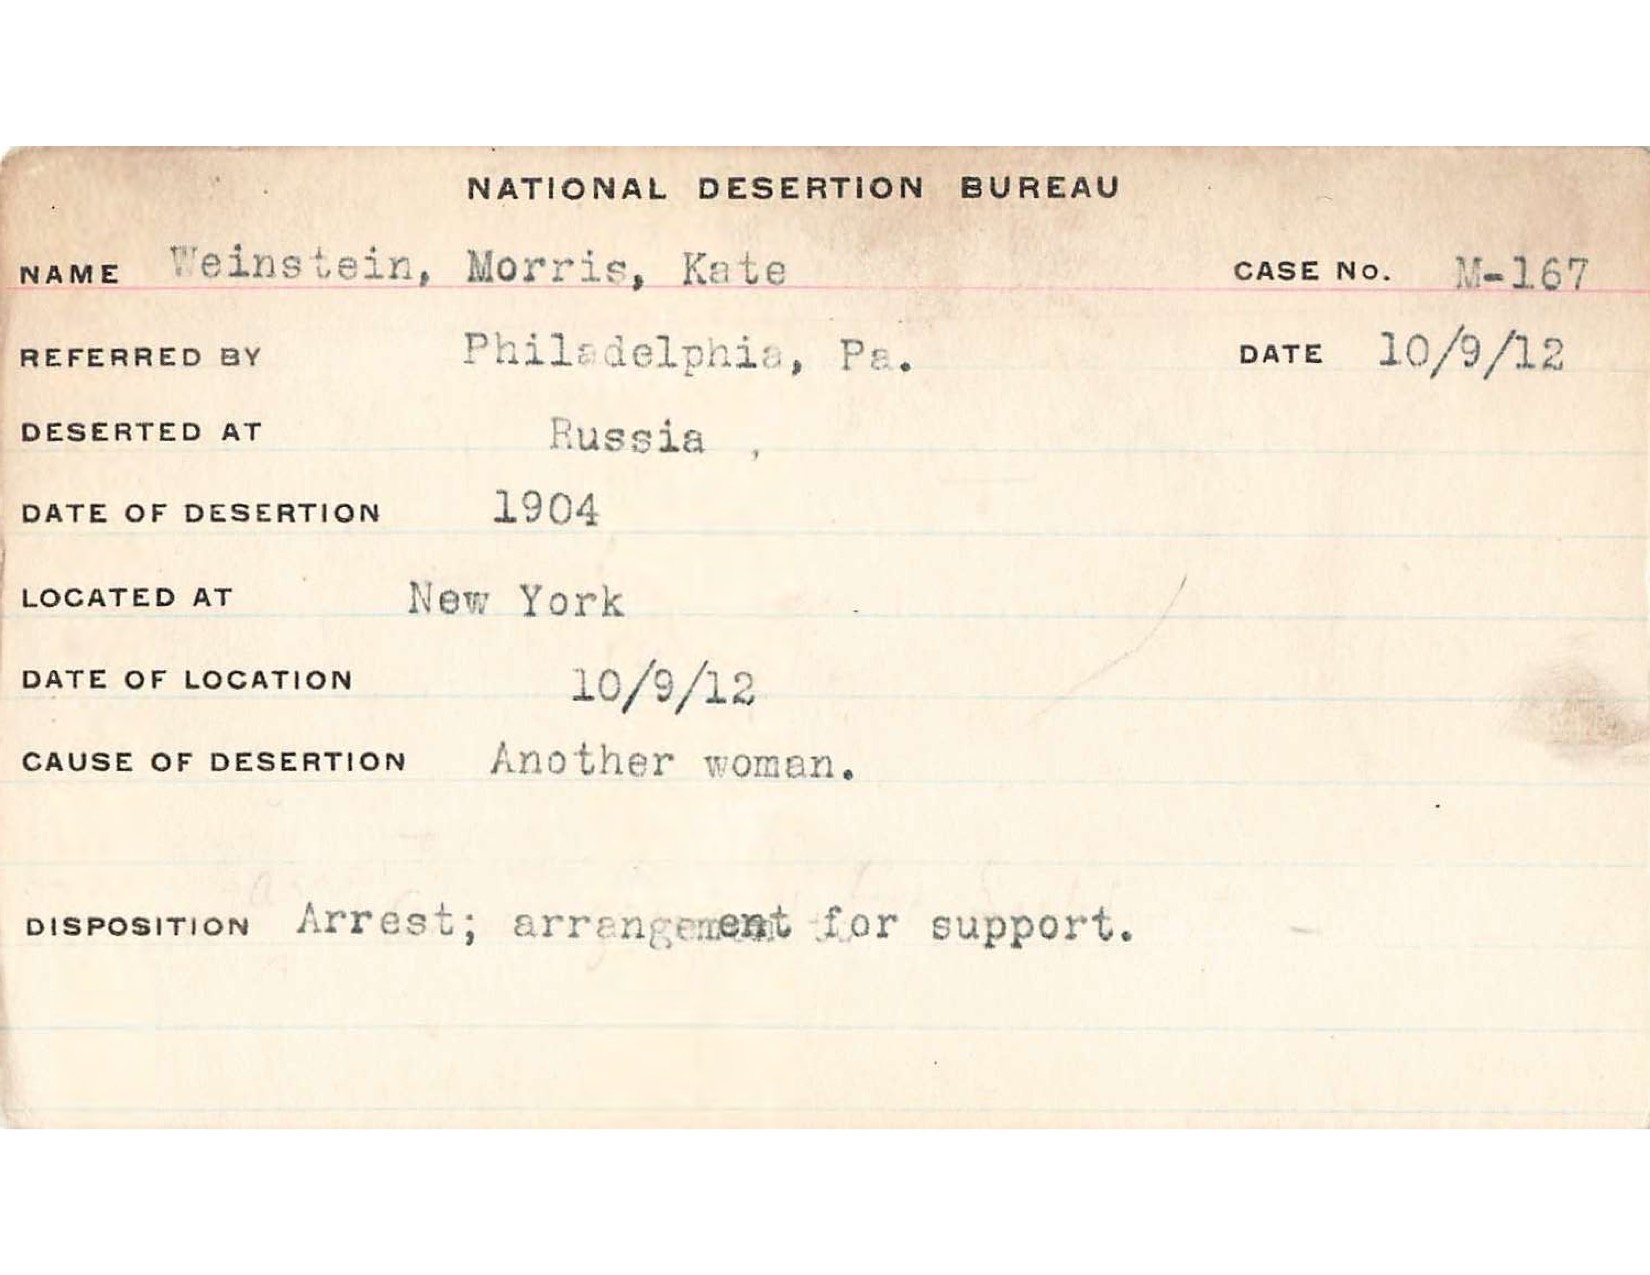 NATIONAL DESERTION BUREAU
NAME Weinstein, Morris, Kate CASE No. M-167
REFERRED BY Philadelphia, Pa. DATE 10/9/12
DESERTED AT Russia ,
DATE OF DESERTION 1904
LOCATED AT New York
DATE OF LOCATION 10/9/12
CAUSE OF DESERTION Another woman.
DISPOSITION Arrest; arrangement for support.